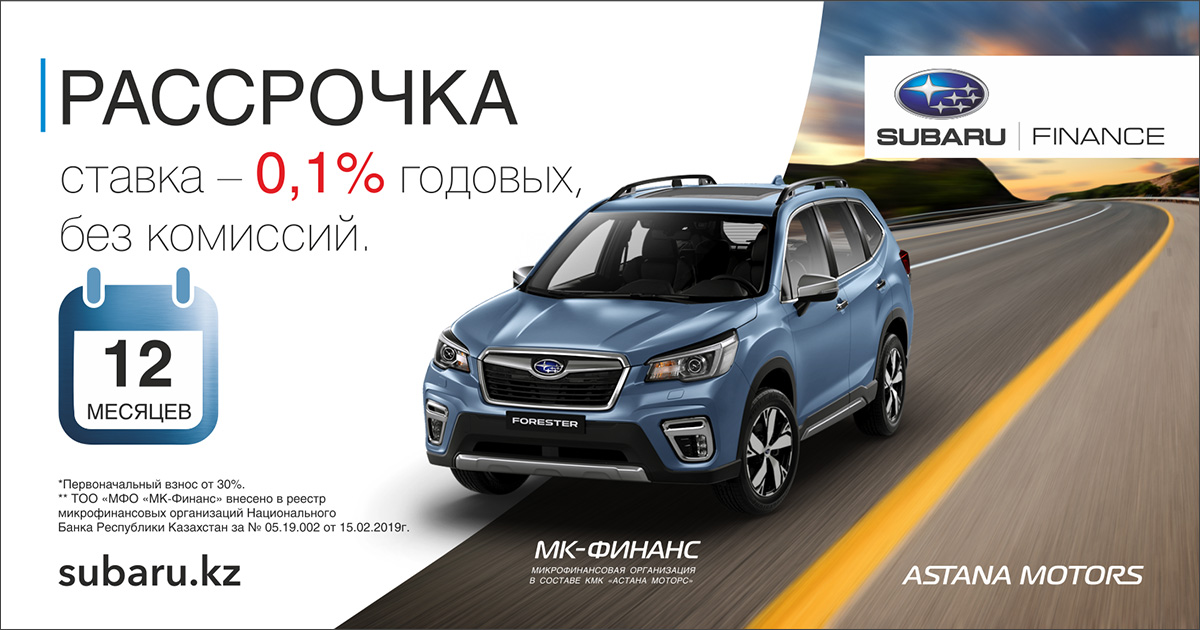 РАССРОЧКА
ставка – 0,1% годовых,
без комиссий.
12
МЕСЯЦЕВ
*Первоначальный взнос от 30%.
** ТОО «МФО «МК-Финанс» внесено в реестр
микрофинансовых организаций Национального
Банка Республики Казахстан за № 05.19.002 от 15.02.2019г.
subaru.kz
SUBARU | FINANCE
FORESTER
МК-ФИНАНС
МИКРОФИНАНСОВАЯ ОРГАНИЗАЦИЯ
В СОСТАВЕ КМК «АСТАНА МОТОРС»
ASTANA MOTORS